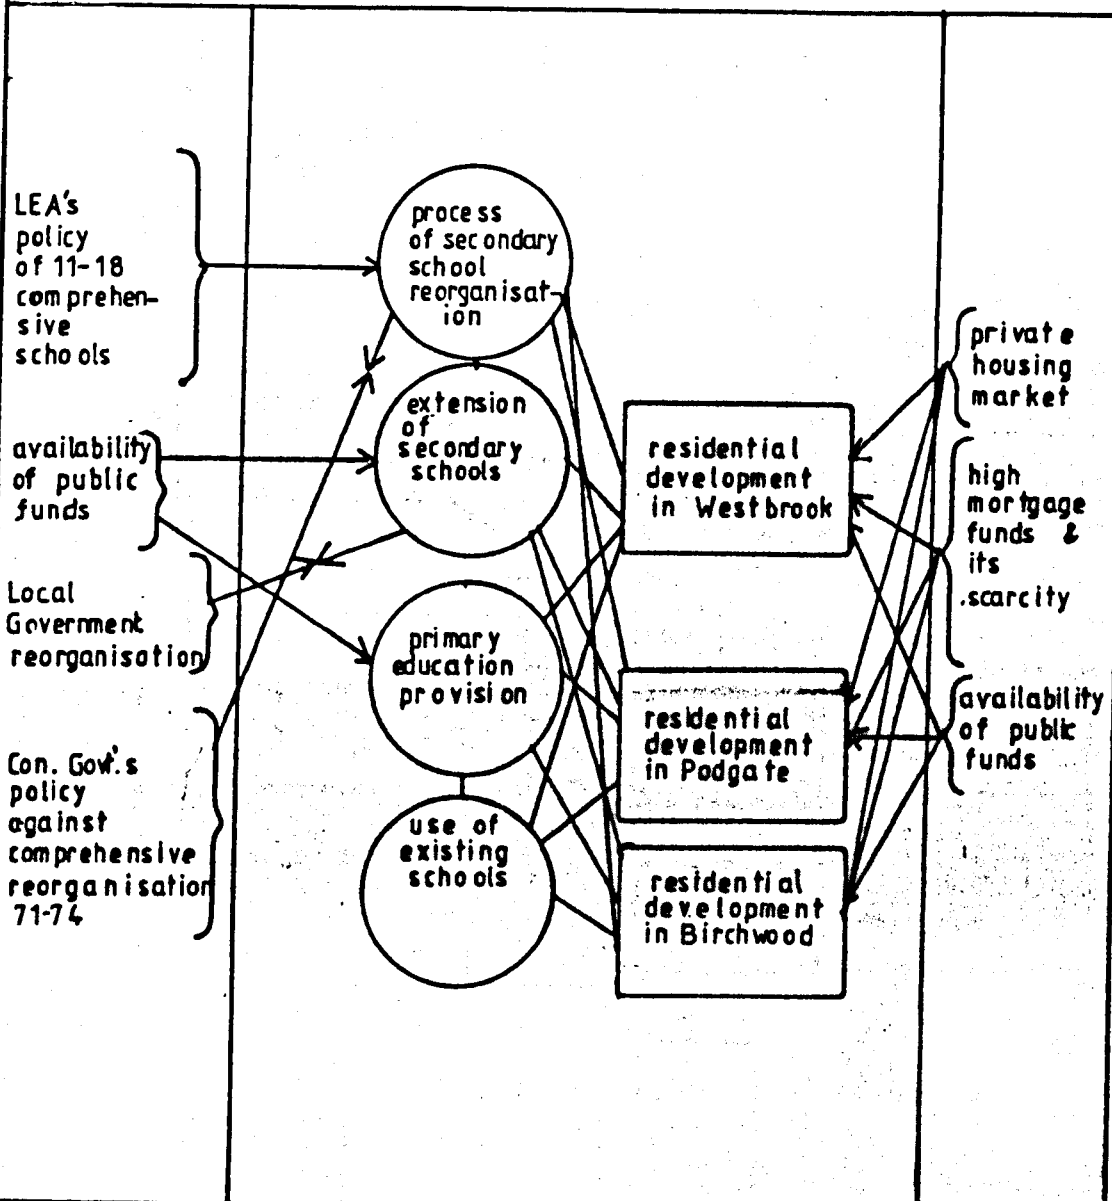 LEA's
policy
of 11-18
comprehen-
sive
schools
availability
of public
funds
Local
Government
reorganisation
Con. Govt.'s
policy
against
comprehensive
reorganisation
71-74
process
of secondary
school
reorganisat-
ion
extension
of
secondary
schools
primary
education
provision
use of
existing
schools
residential
development
in Westbrook
residential
development
in Padgate
residential
development
in Birchwood
private
housing
market
high
mortgage
funds &
its
scarcity
availability
of public
funds